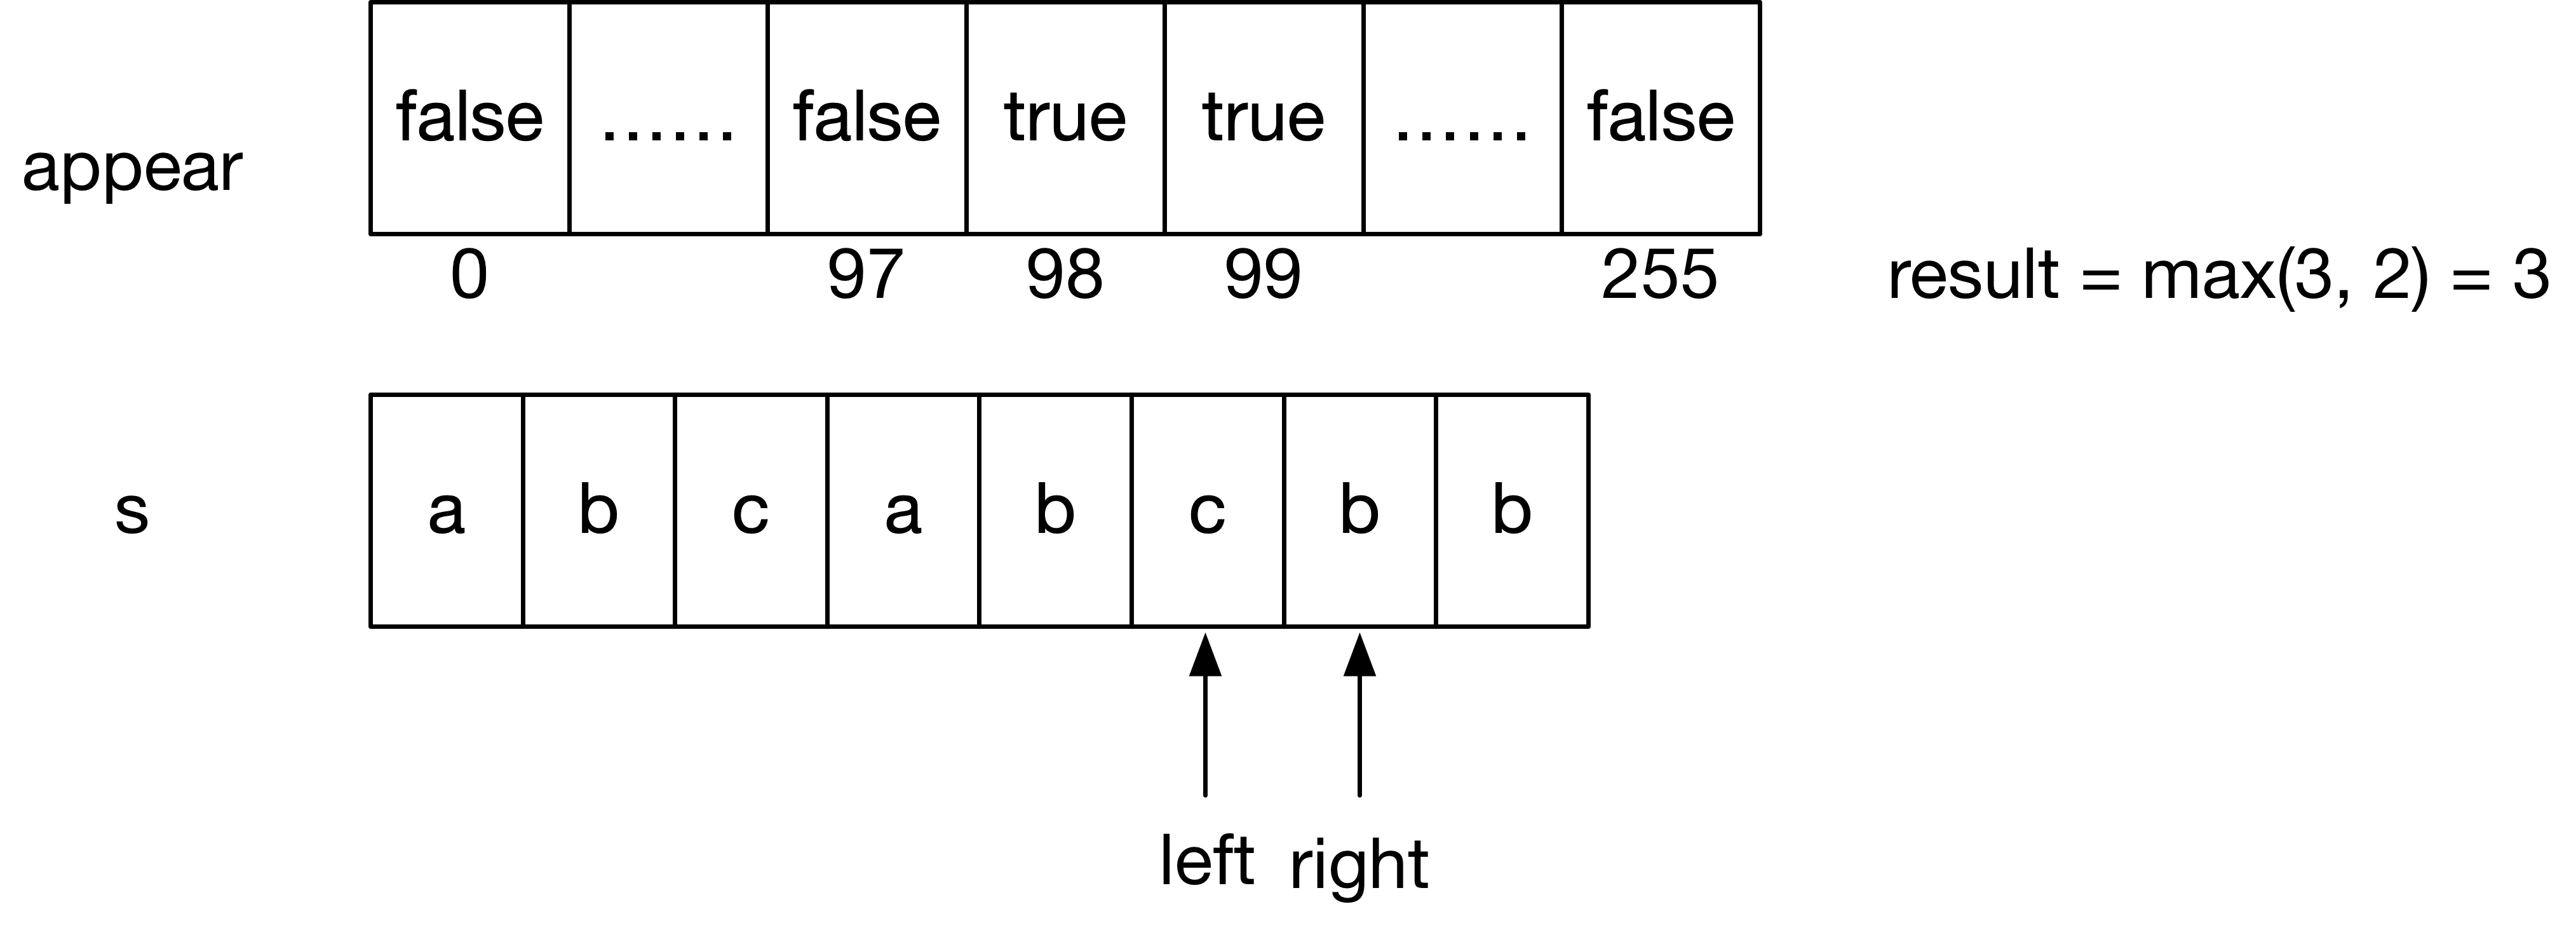 false ...... false true true ...... false
appear
0 97 98 99 255 result = max(3, 2) = 3
s a b c a b c b b
left right